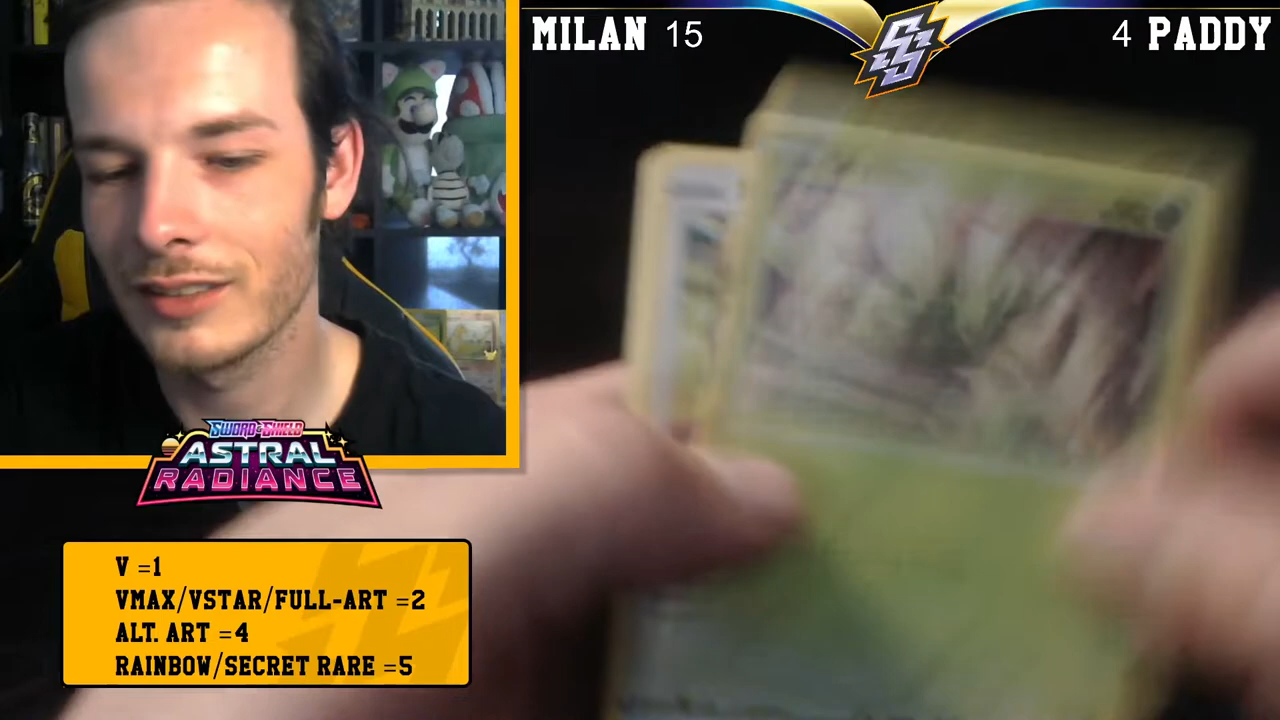 MILAN 15
4 PADDY
SWORD & SHIELD
ASTRAL
RADIANCE
V =1
VMAX/VSTAR/FULL-ART =2
ALT. ART =4
RAINBOW/SECRET RARE =5